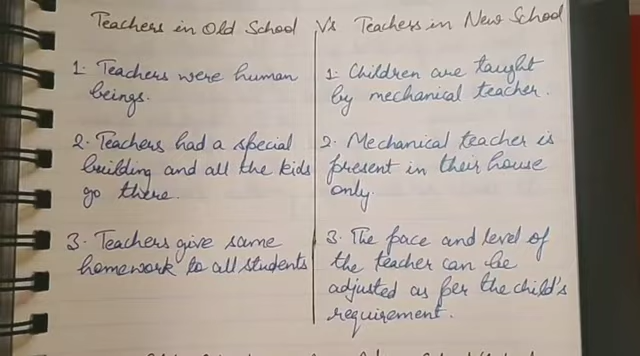 Teachers in Old School Vs Teachers in New School
1. Teachers were human
beings.
2. Teachers had a special
building and all the kids
go there.
3. Teachers give same
homework to all students
1. Children are taught
by mechanical teacher.
2. Mechanical teacher is
present in their house
only.
3. The pace and level of
the teacher can be
adjusted as per the child's
requirement.